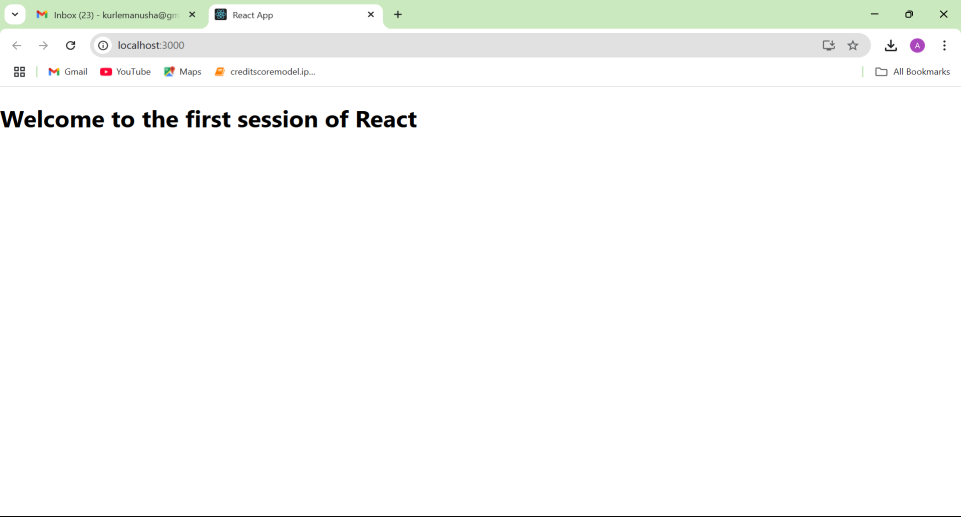 Inbox (23) - kurlemanusha@gm
React App
localhost:3000
Gmail
YouTube
Maps
creditscoremodel.ip...
All Bookmarks
A
Welcome to the first session of React